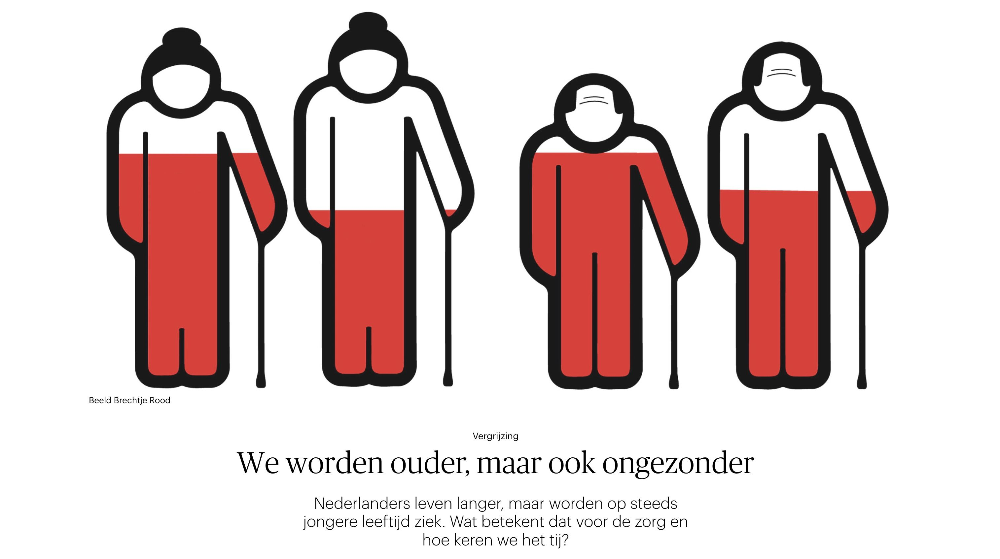 Beeld Brechtje Rood
Vergrijzing
We worden ouder, maar ook ongezonder
Nederlanders leven langer, maar worden op steeds
jongere leeftijd ziek. Wat betekent dat voor de zorg en
hoe keren we het tij?